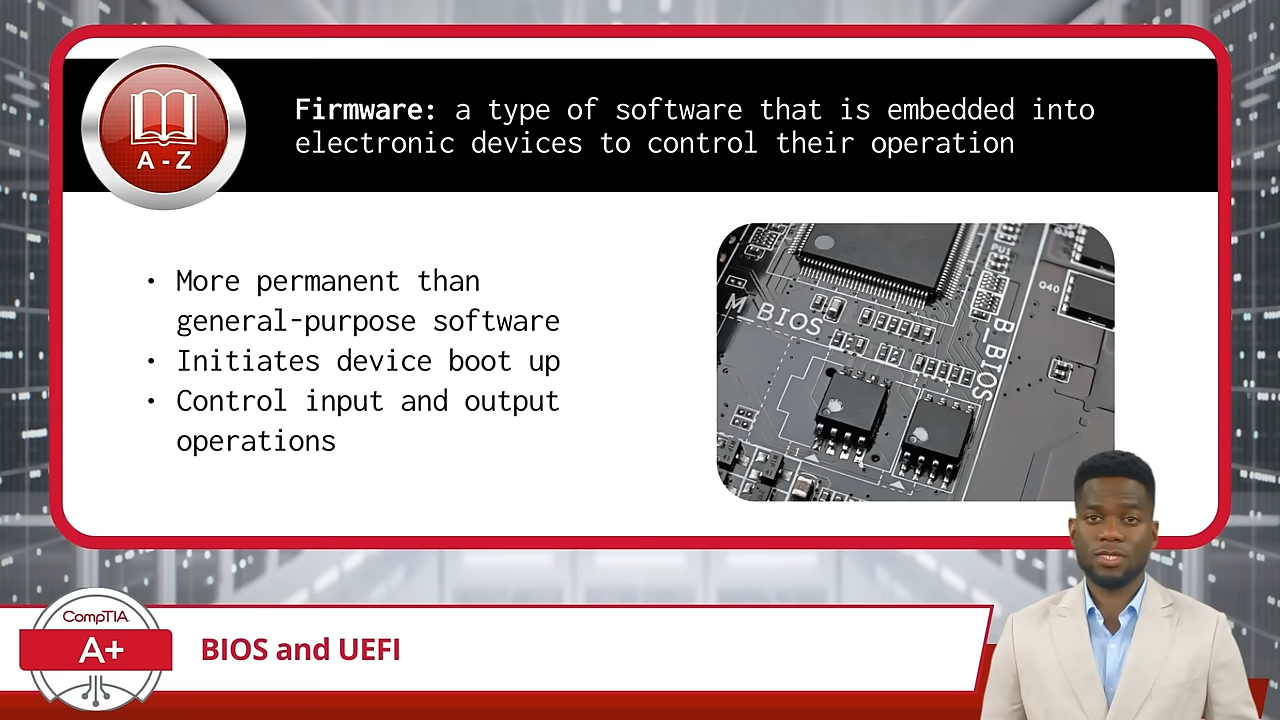 Firmware: a type of software that is embedded into
electronic devices to control their operation
A-Z
• More permanent than
general-purpose software
• Initiates device boot up
• Control input and output
operations
M_BIOS
B_BIOS
Q40
CompTIA.
A+
BIOS and UEFI